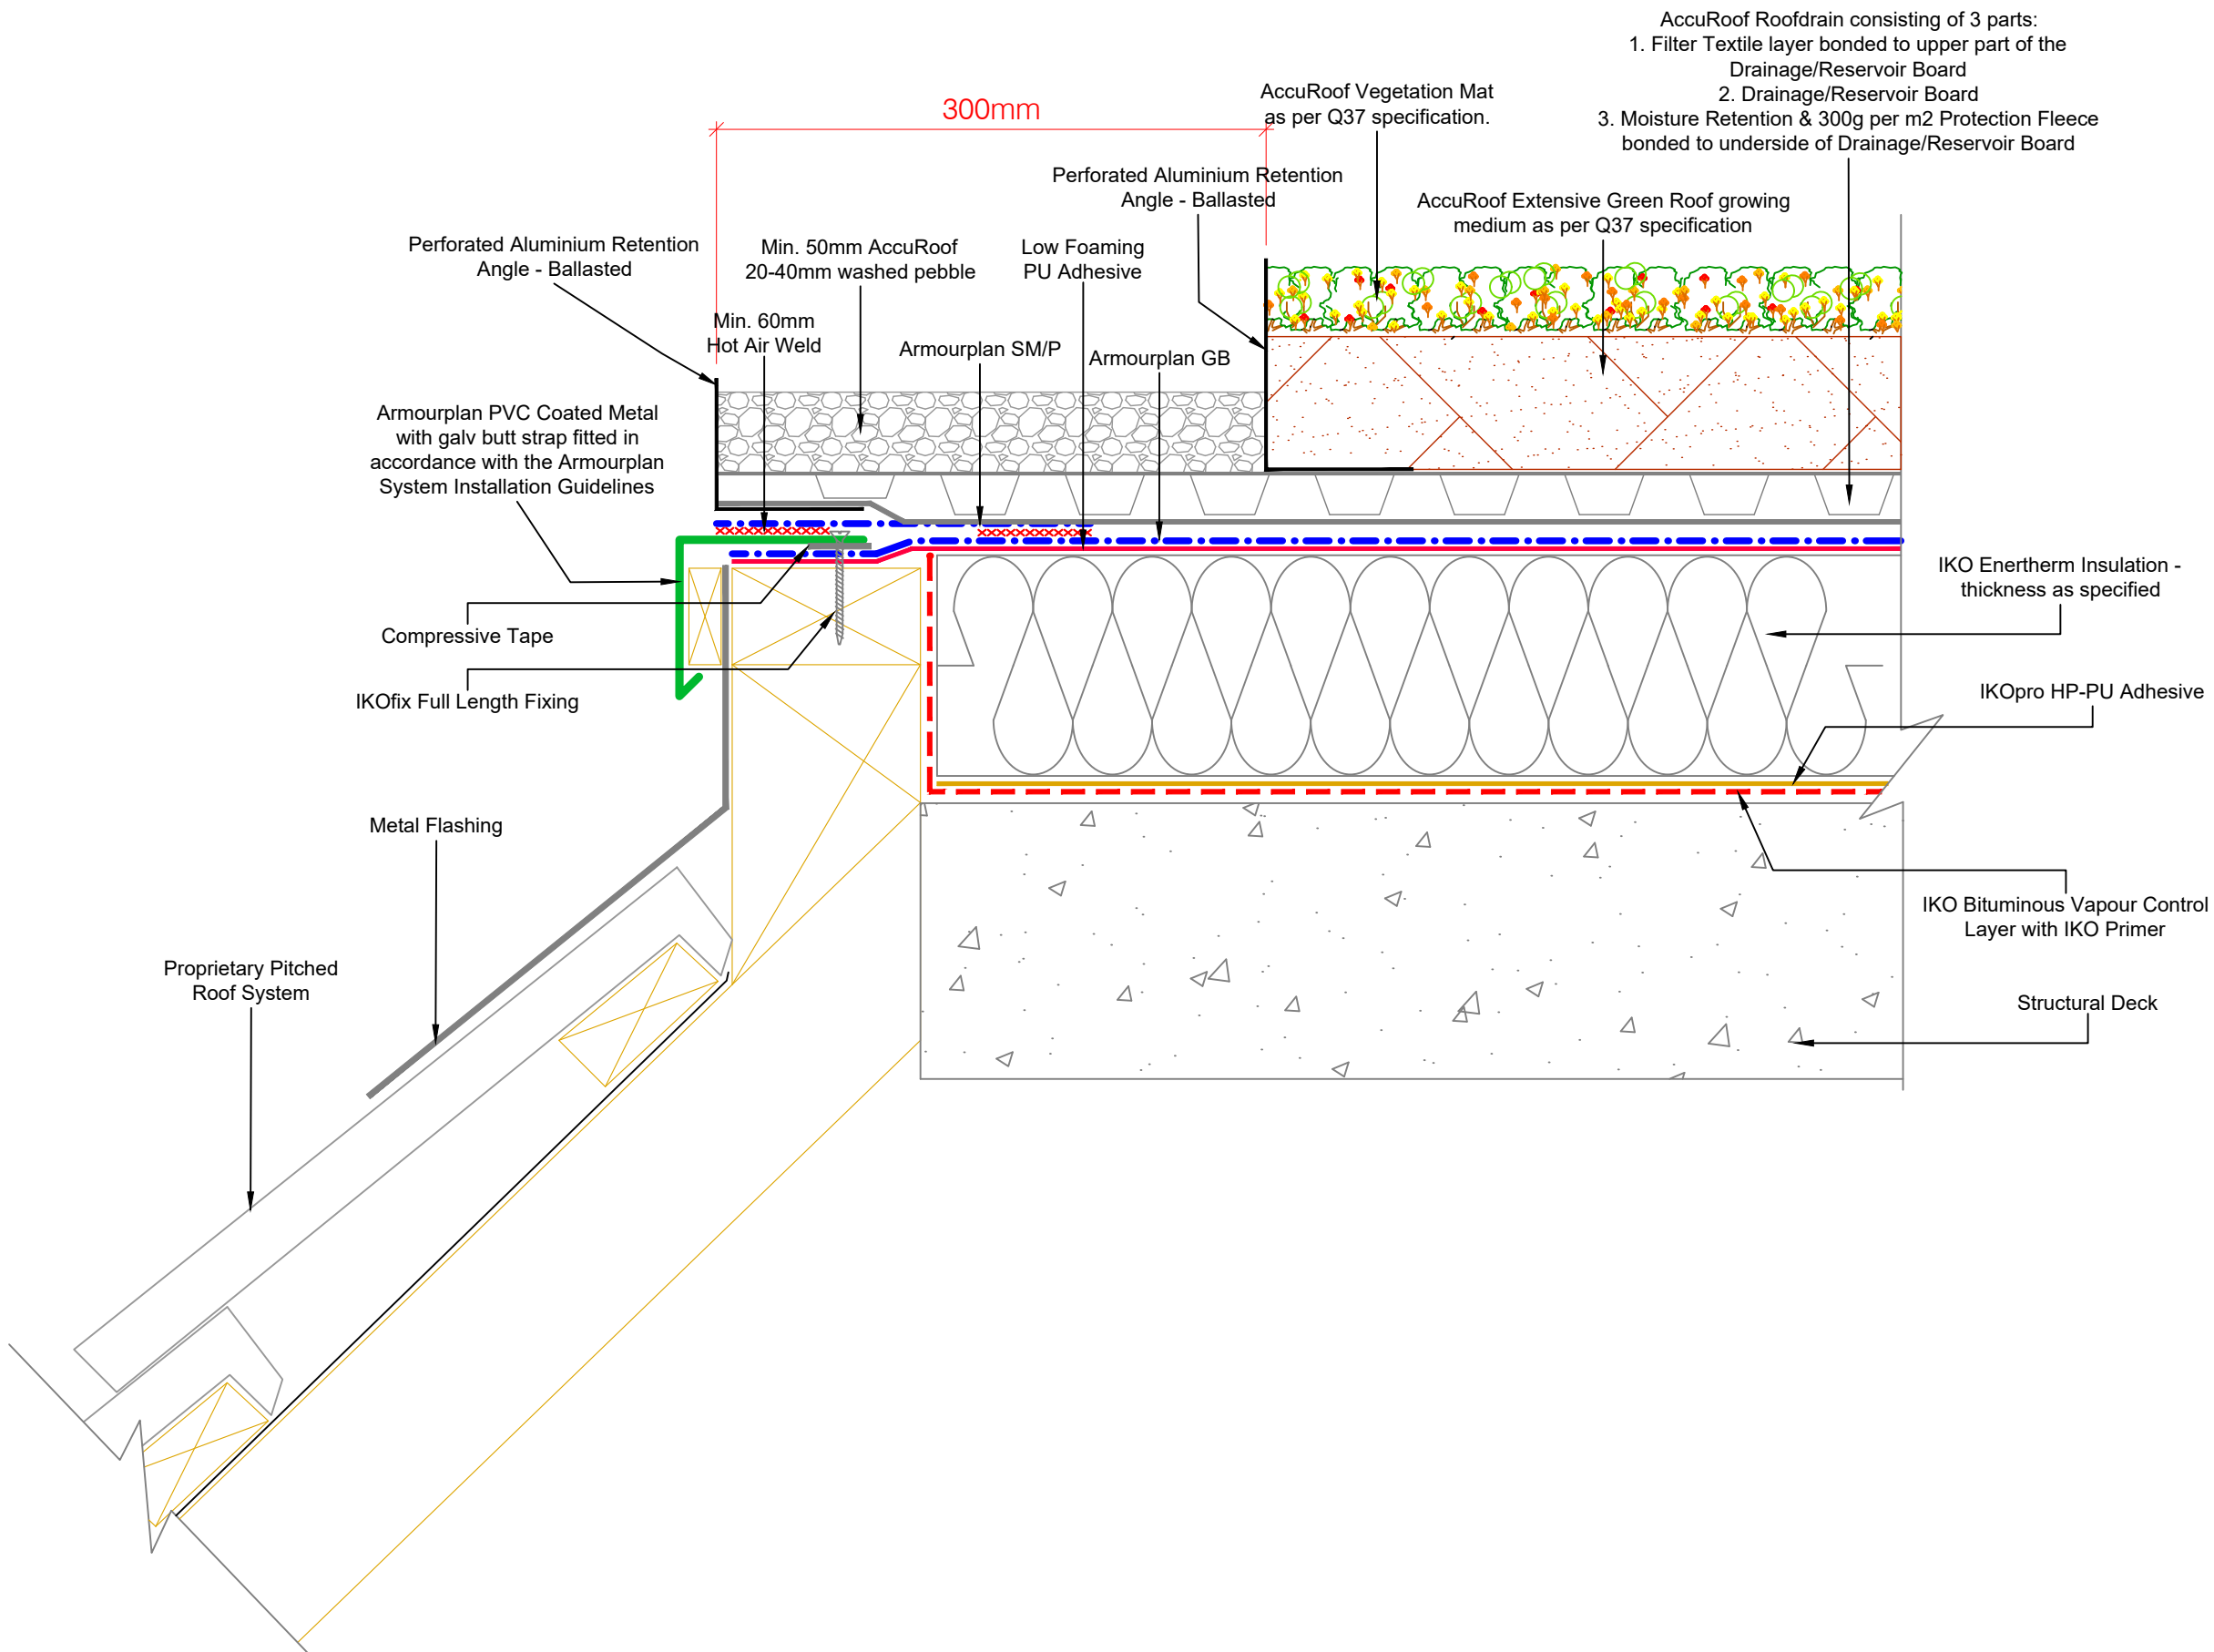 AccuRoof Roofdrain consisting of 3 parts:
1. Filter Textile layer bonded to upper part of the
Drainage/Reservoir Board
2. Drainage/Reservoir Board
3. Moisture Retention & 300g per m2 Protection Fleece
bonded to underside of Drainage/Reservoir Board
300mm
AccuRoof Vegetation Mat
as per Q37 specification.
Perforated Aluminium Retention
Angle - Ballasted
AccuRoof Extensive Green Roof growing
medium as per Q37 specification
Perforated Aluminium Retention
Angle - Ballasted
Min. 50mm AccuRoof
20-40mm washed pebble
Low Foaming
PU Adhesive
Min. 60mm
Hot Air Weld
Armourplan SM/P
Armourplan GB
Armourplan PVC Coated Metal
with galv butt strap fitted in
accordance with the Armourplan
System Installation Guidelines
IKO Enertherm Insulation -
thickness as specified
Compressive Tape
IKOfix Full Length Fixing
IKOpro HP-PU Adhesive
Metal Flashing
IKO Bituminous Vapour Control
Layer with IKO Primer
Proprietary Pitched
Roof System
Structural Deck